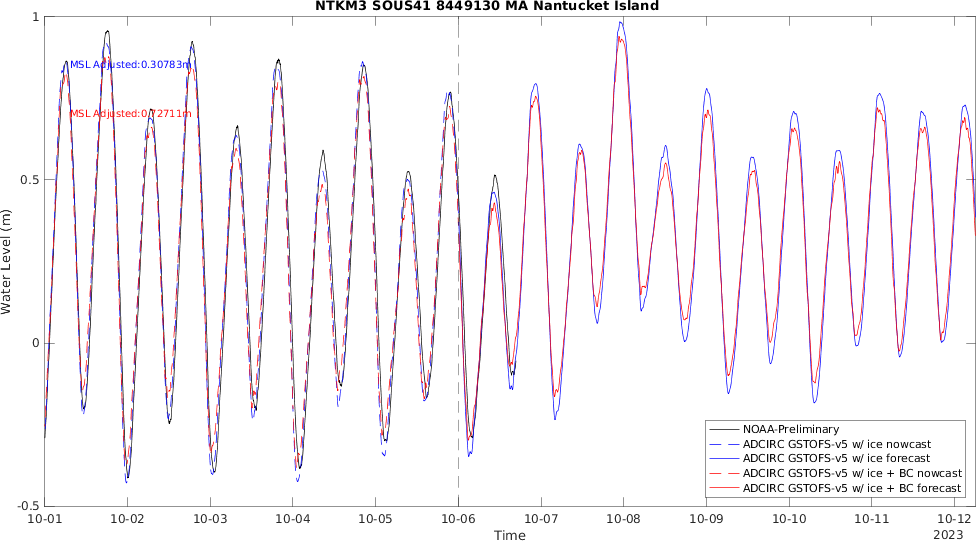 NTKM3 SOUS41 8449130 MA Nantucket Island
1
MSL Adjusted:0.30783m
MSL Adjusted:0.72711m
0.5
Water Level (m)
0
NOAA-Preliminary
ADCIRC GSTOFS-v5 w/ ice nowcast
ADCIRC GSTOFS-v5 w/ ice forecast
ADCIRC GSTOFS-v5 w/ ice + BC nowcast
ADCIRC GSTOFS-v5 w/ ice + BC forecast
-0.5
10-01 10-02 10-03 10-04 10-05 10-06 10-07 10-08 10-09 10-10 10-11 10-12
Time
2023